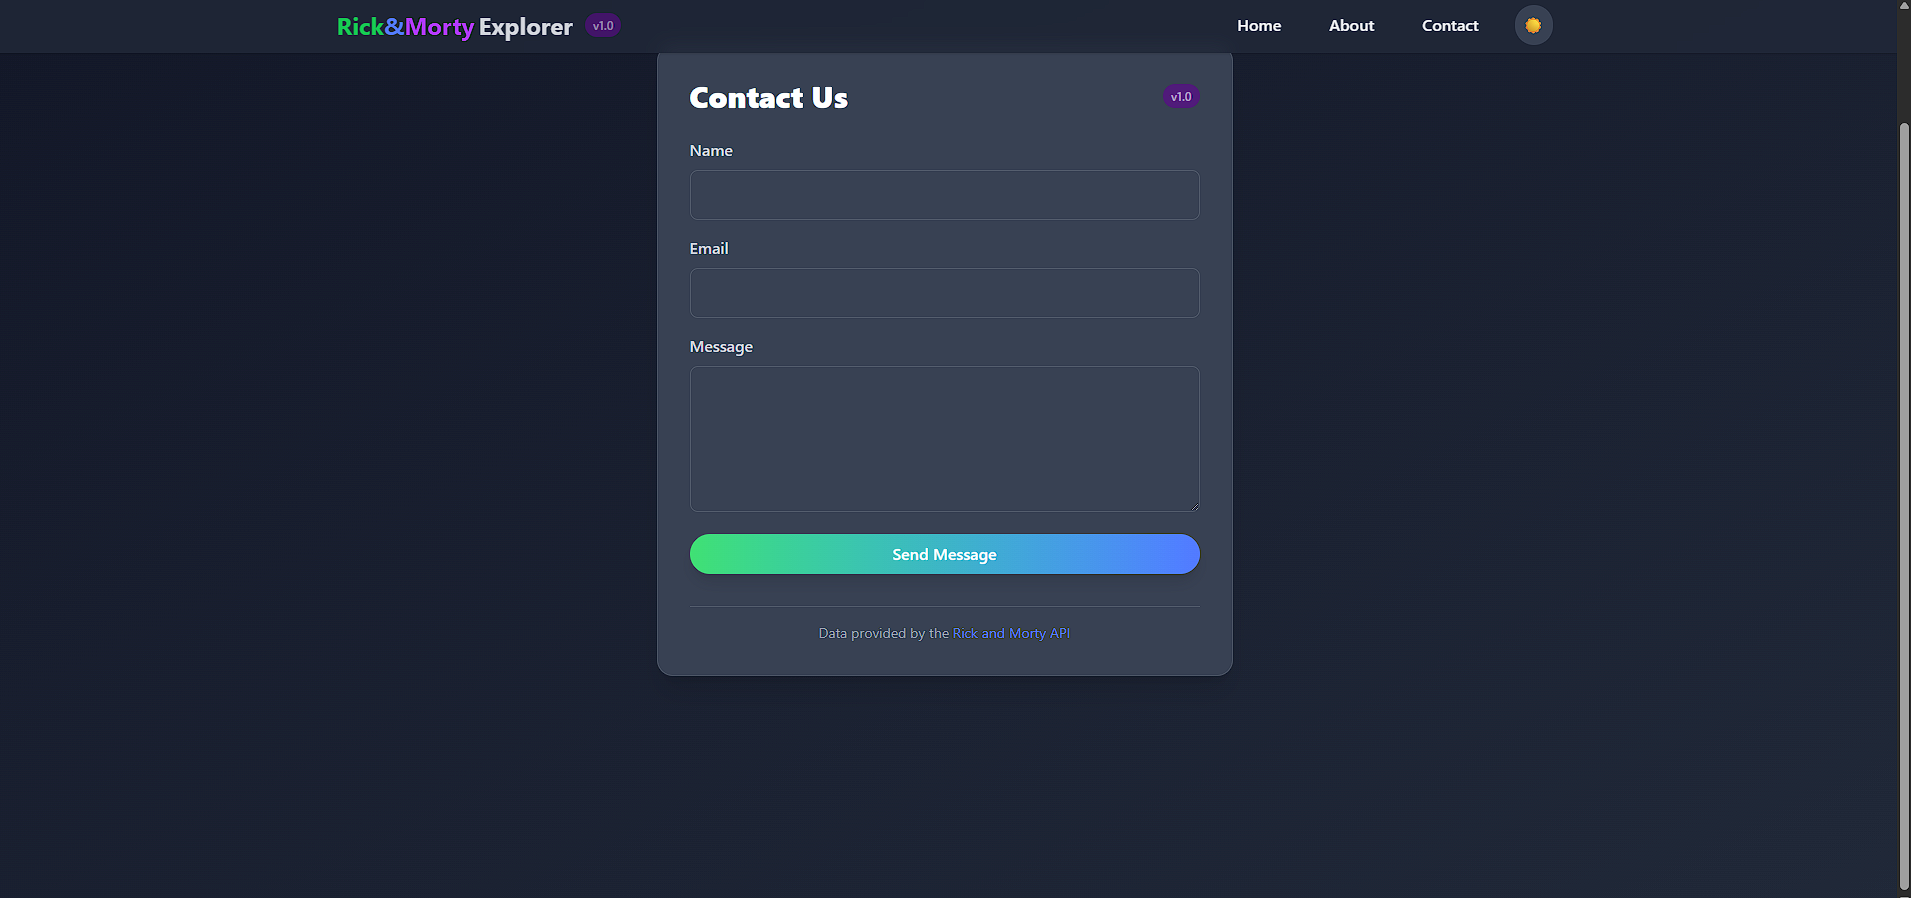 Rick&Morty Explorer v1.0 Home About Contact
Contact Us v1.0
Name
Email
Message
Send Message
Data provided by the Rick and Morty API